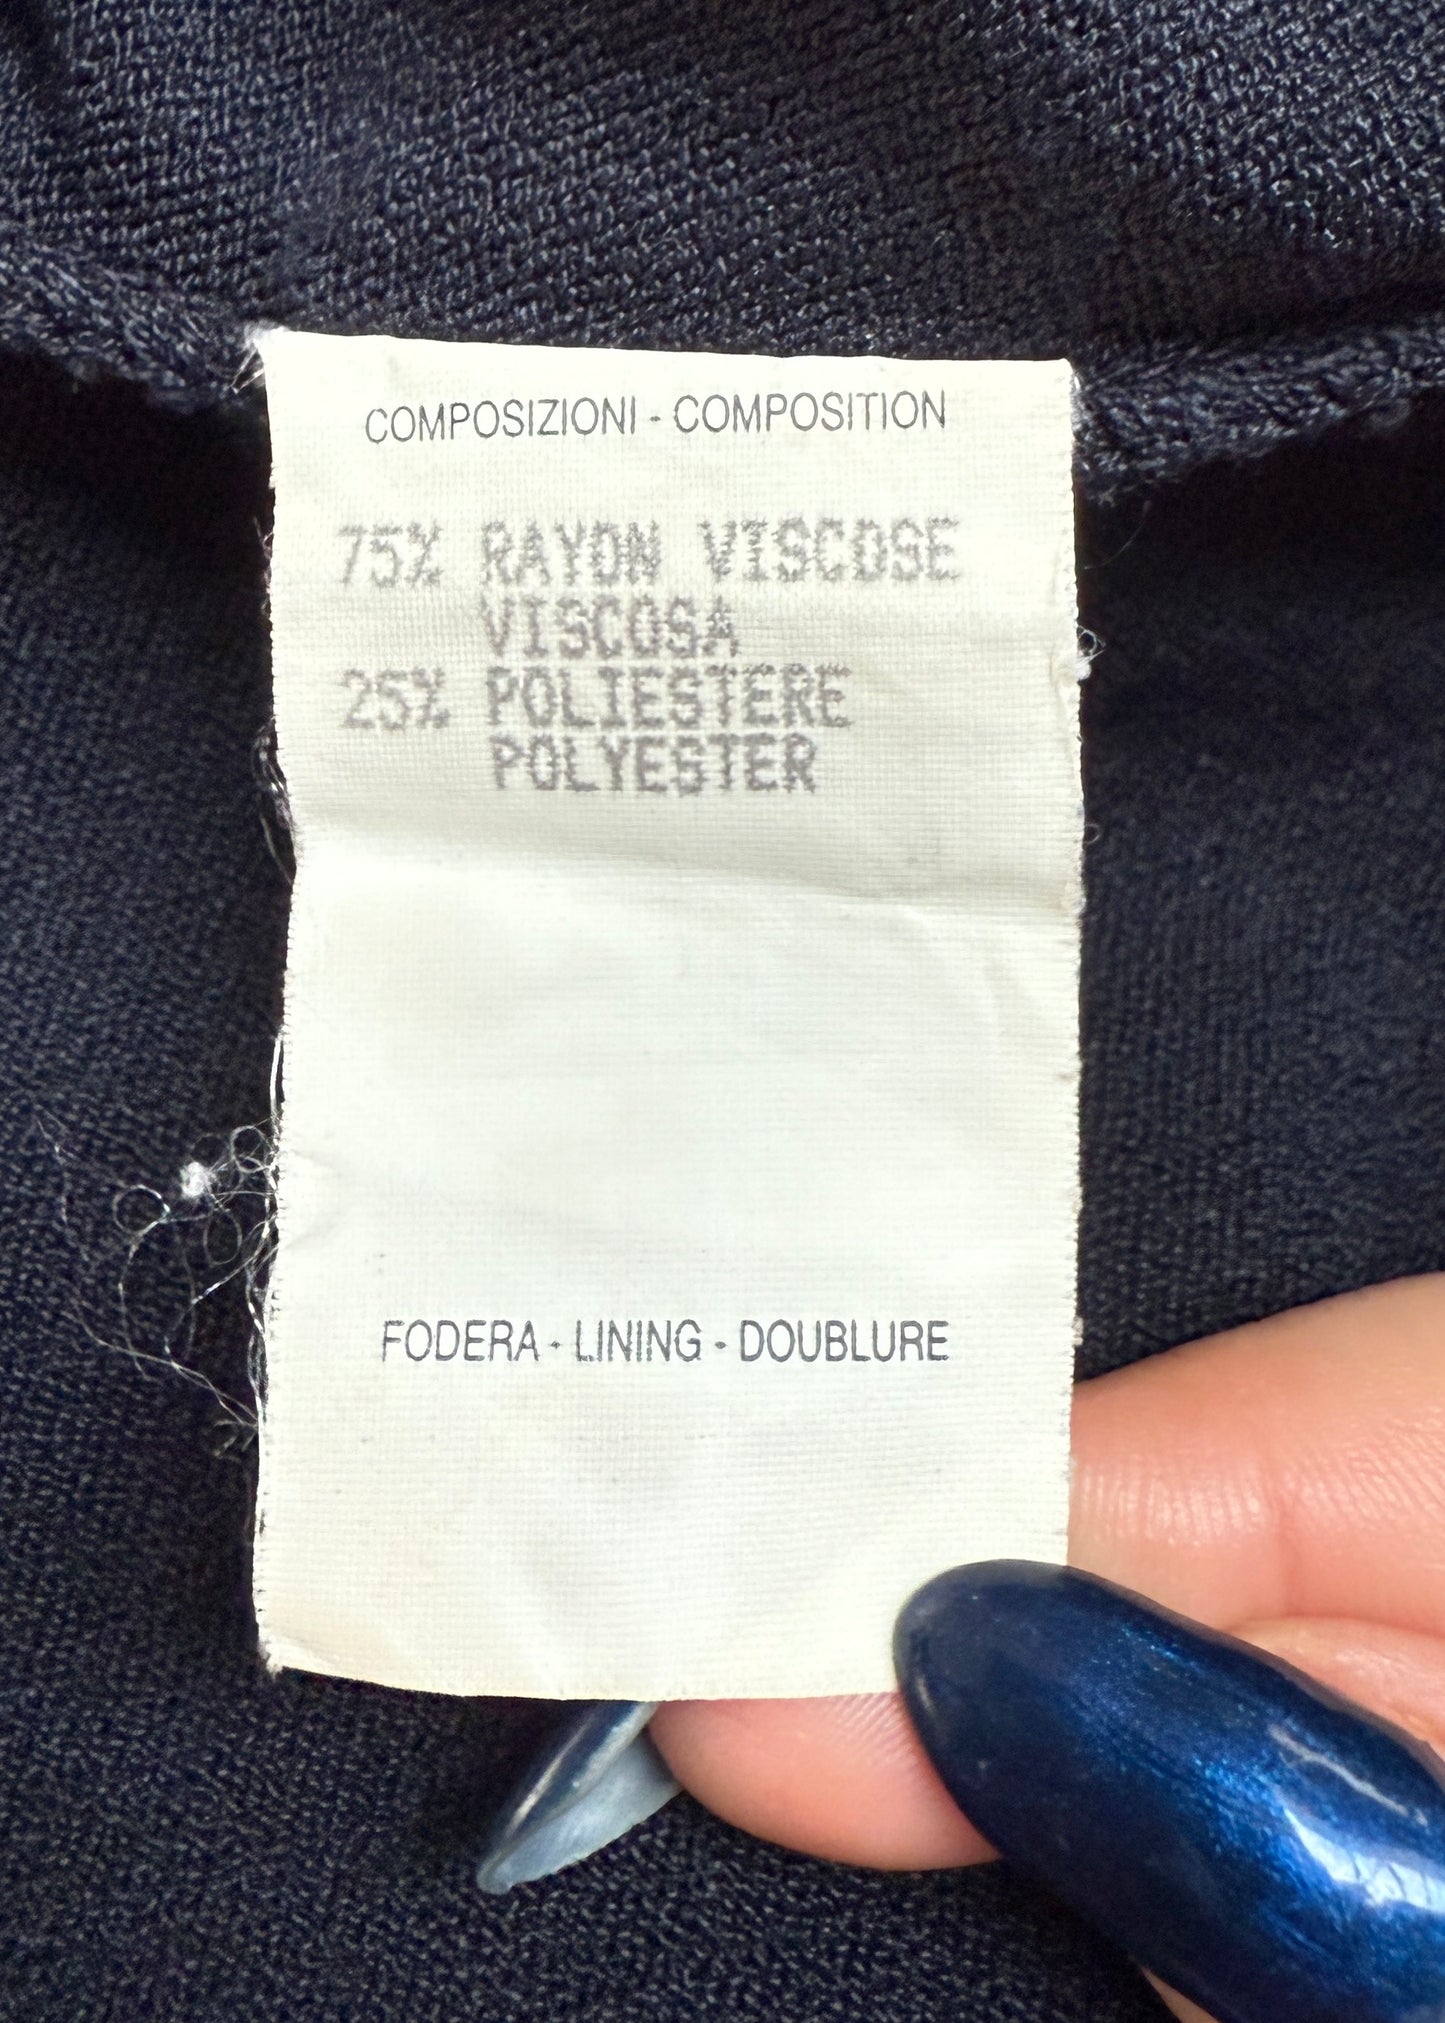 COMPOSIZIONI - COMPOSITION
75% RAYON VISCOSE
VISCOSA
25% POLIESTERE
POLYESTER
FODERA - LINING - DOUBLURE